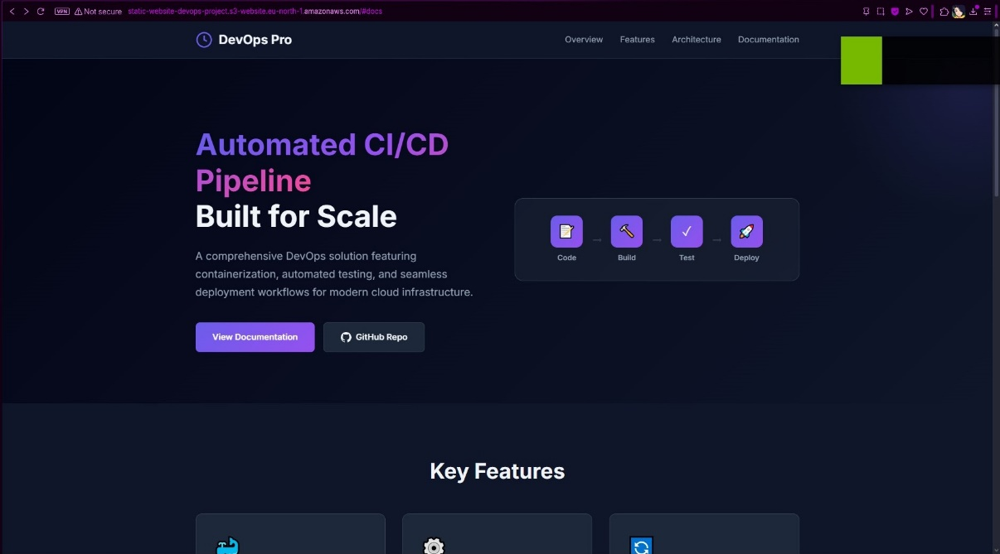 VPN Not secure static-website-devops-project.s3-website.eu-north-1.amazonaws.com/#docs
DevOps Pro
Overview Features Architecture Documentation
Automated CI/CD
Pipeline
Built for Scale
A comprehensive DevOps solution featuring
containerization, automated testing, and seamless
deployment workflows for modern cloud infrastructure.
Code → Build → Test → Deploy
View Documentation GitHub Repo
Key Features